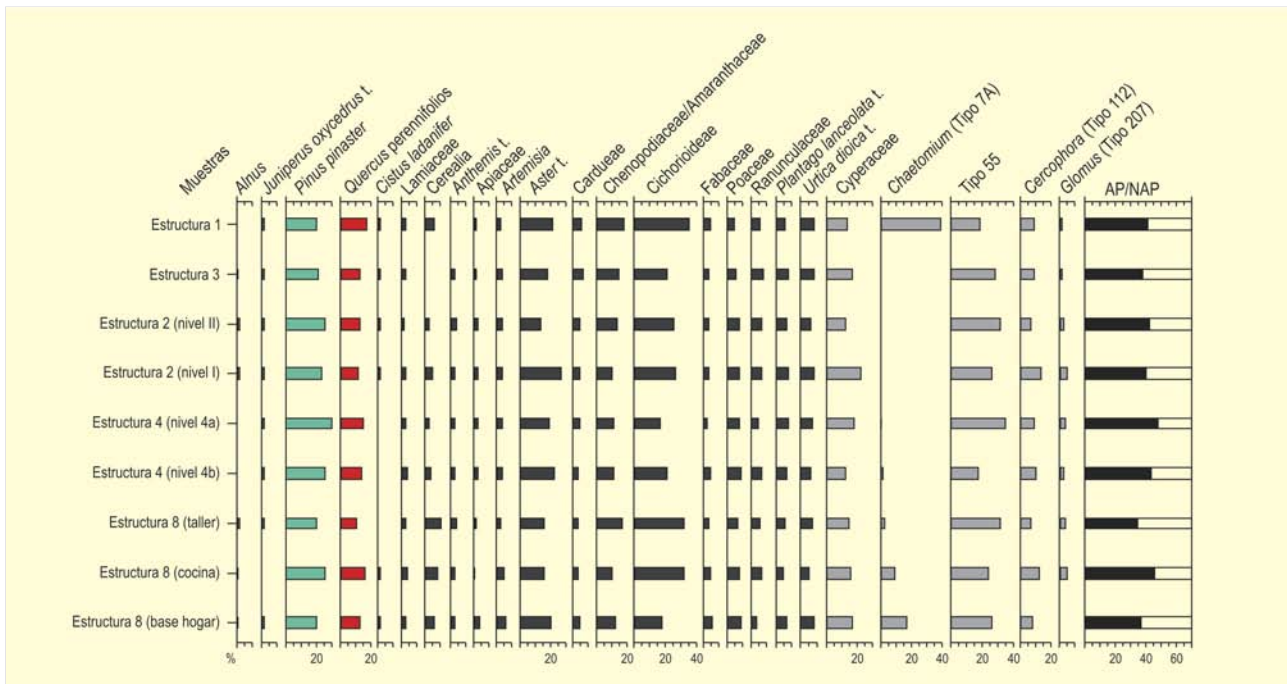 Muestras
Alnus
Juniperus oxycedrus t.
Pinus pinaster
Quercus perennifolios
Cistus ladanifer
Lamiaceae
Cerealia
Anthemis t.
Apiaceae
Artemisia
Aster t.
Cardueae
Chenopodiaceae/Amaranthaceae
Cichorioideae
Fabaceae
Poaceae
Ranunculaceae
Plantago lanceolata t.
Urtica dioica t.
Cyperaceae
Chaetomium (Tipo 7A)
Tipo 55
Cercophora (Tipo 112)
Glomus (Tipo 207)
AP/NAP
Estructura 1
Estructura 3
Estructura 2 (nivel II)
Estructura 2 (nivel I)
Estructura 4 (nivel 4a)
Estructura 4 (nivel 4b)
Estructura 8 (taller)
Estructura 8 (cocina)
Estructura 8 (base hogar)
% 20 20 20 20 20 40 20 20 40 20 40 20 20 40 60